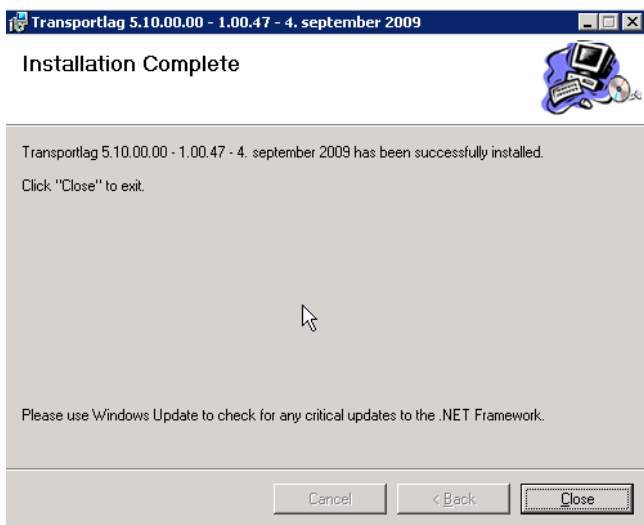 Transportlag 5.10.00.00 - 1.00.47 - 4. september 2009
Installation Complete
Transportlag 5.10.00.00 - 1.00.47 - 4. september 2009 has been successfully installed.
Click "Close" to exit.
Please use Windows Update to check for any critical updates to the .NET Framework.
Cancel < Back Close